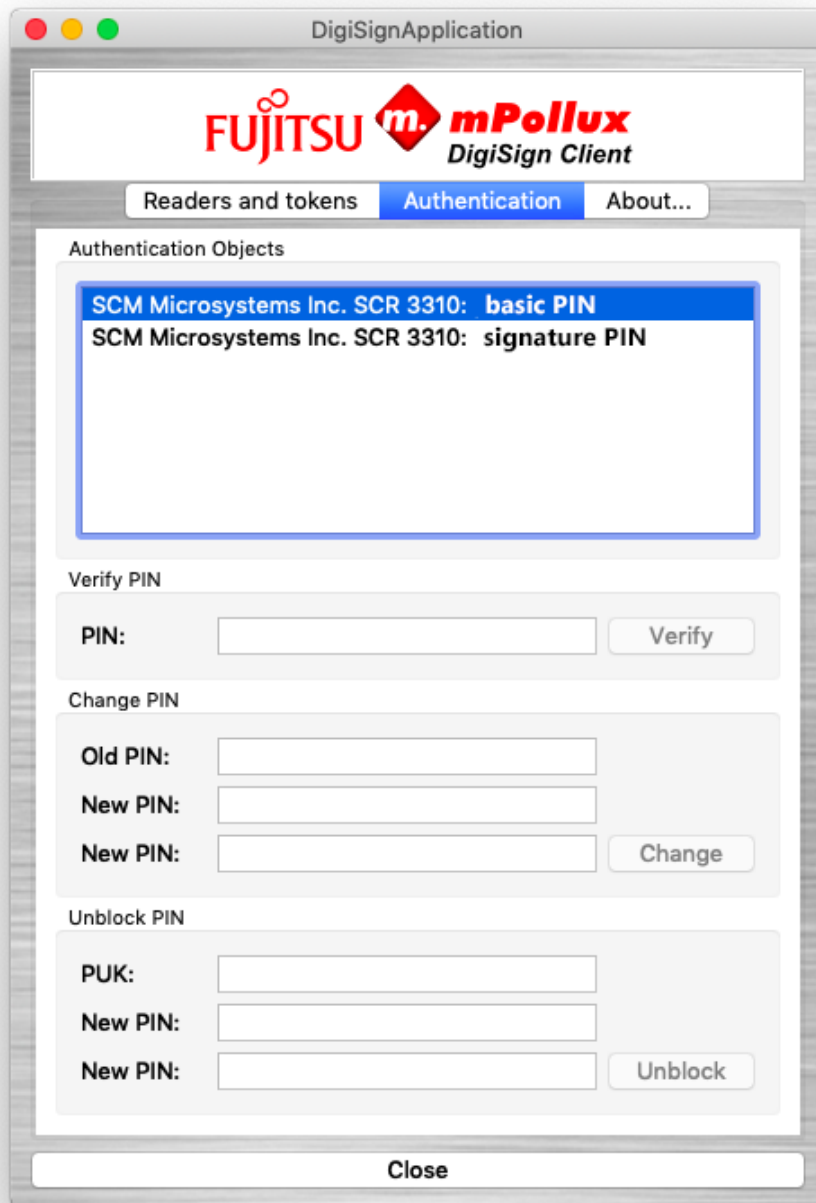 DigiSignApplication
FUJITSU m. mPollux
DigiSign Client
Readers and tokens Authentication About...
Authentication Objects
SCM Microsystems Inc. SCR 3310: basic PIN
SCM Microsystems Inc. SCR 3310: signature PIN
Verify PIN
PIN: Verify
Change PIN
Old PIN:
New PIN:
New PIN: Change
Unblock PIN
PUK:
New PIN:
New PIN: Unblock
Close